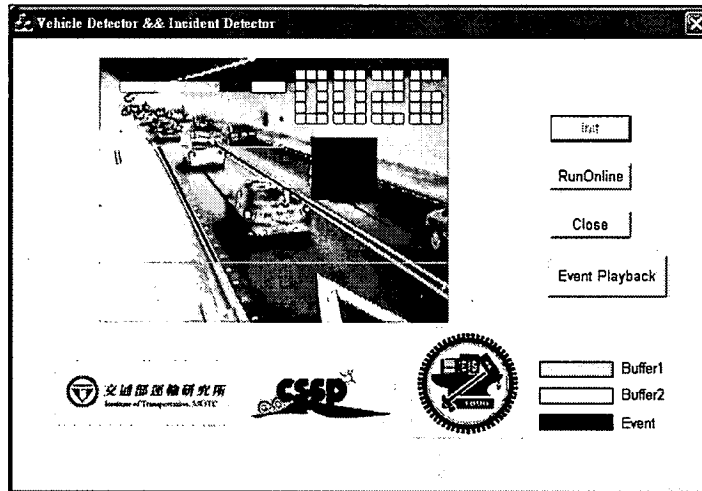 Vehicle Detector && Incident Detector
Init
RunOnline
Close
Event Playback
交通部運輸研究所
Institute of Transportation, MOTC
cssp
Buffer1
Buffer2
Event